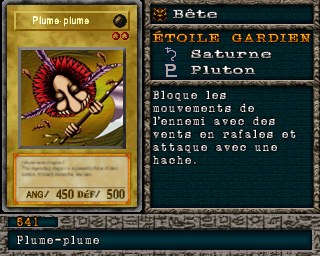 Plume-plume
ANG/ 450 DÉF/ 500
Bête
ÉTOILE GARDIEN
Saturne
Pluton
Bloque les
mouvements de
l'ennemi avec des
vents en rafales et
attaque avec une
hache.
541
Plume-plume